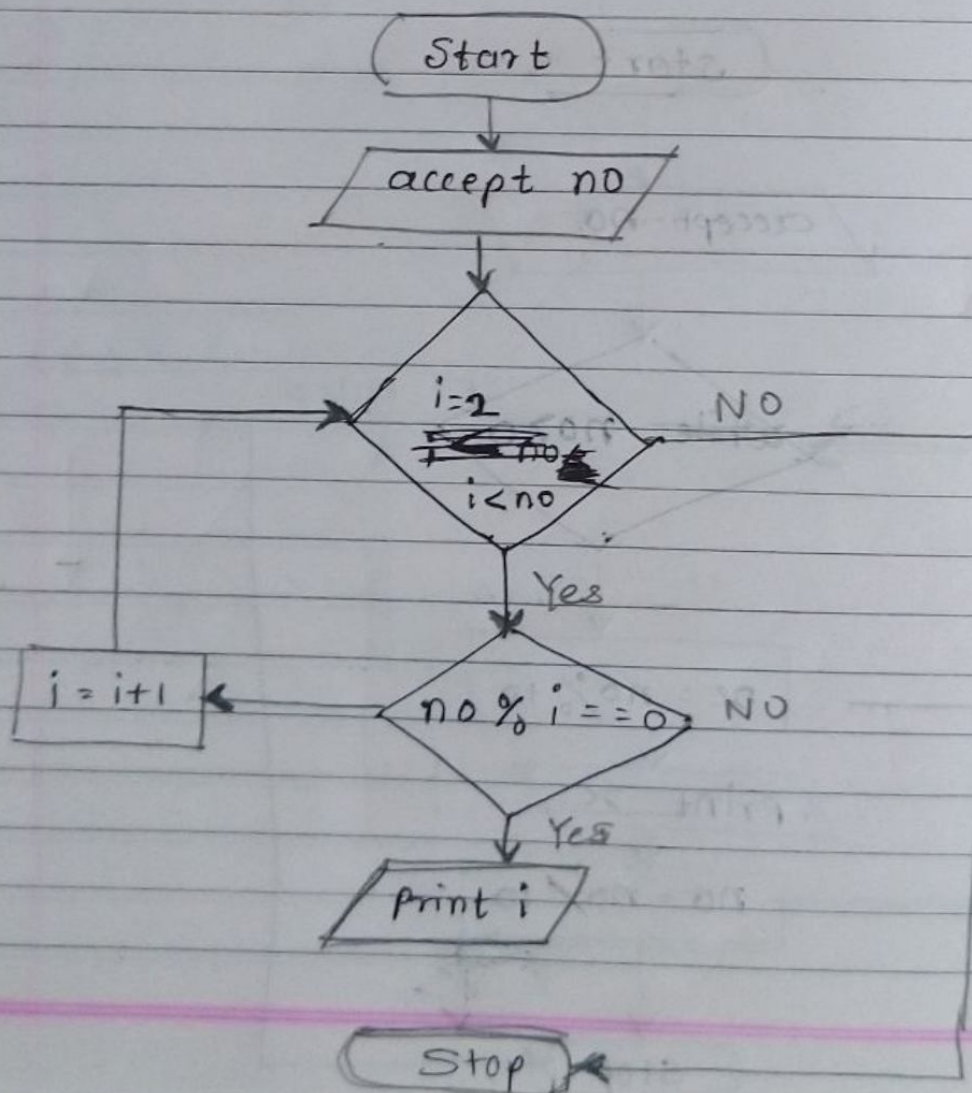 Start
accept no
i=2
i<no
NO
Yes
i = i+1
no % i == 0
NO
Yes
Print i
Stop